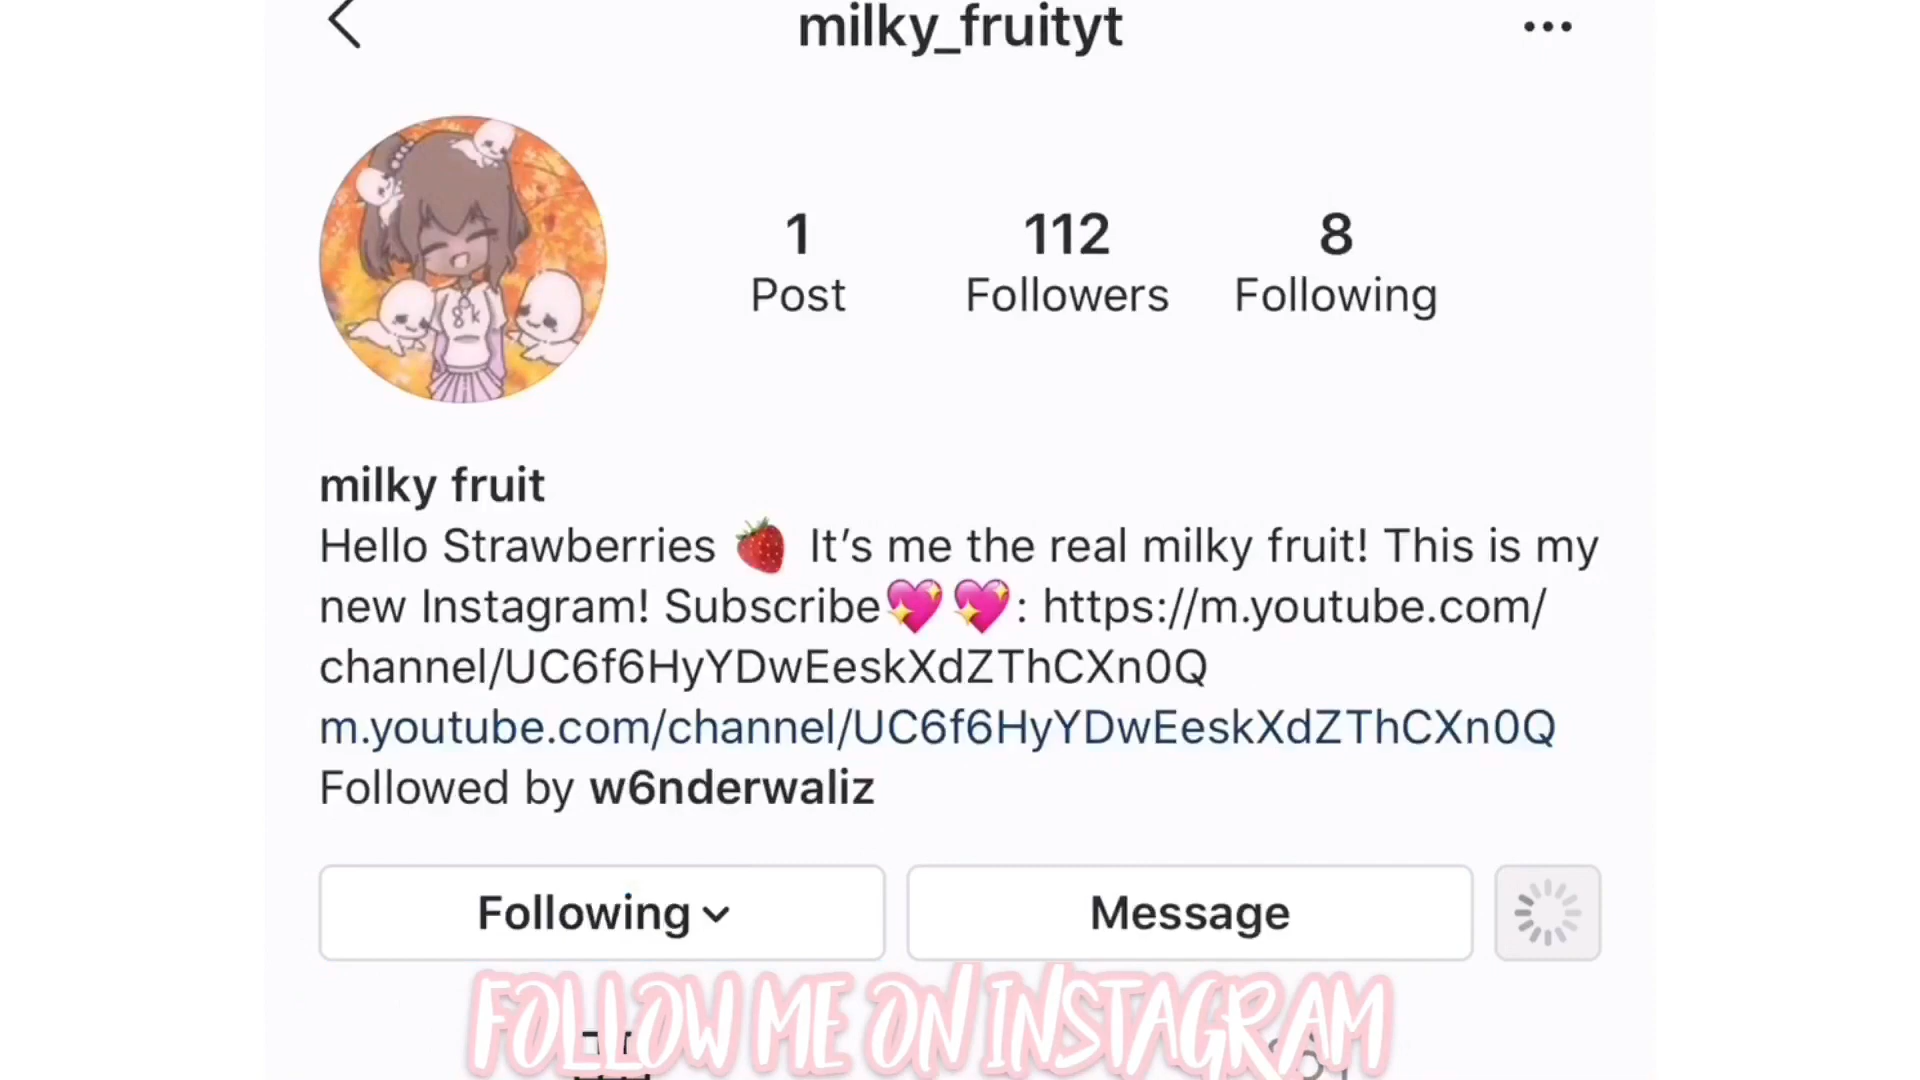 milky_fruityt
1 112 8
Post Followers Following
milky fruit
Hello Strawberries 🍓 It’s me the real milky fruit! This is my
new Instagram! Subscribe💖💖: https://m.youtube.com/
channel/UC6f6HyYDwEeskXdZThCXn0Q
m.youtube.com/channel/UC6f6HyYDwEeskXdZThCXn0Q
Followed by w6nderwaliz
Following Message
FOLLOW ME ON INSTAGRAM